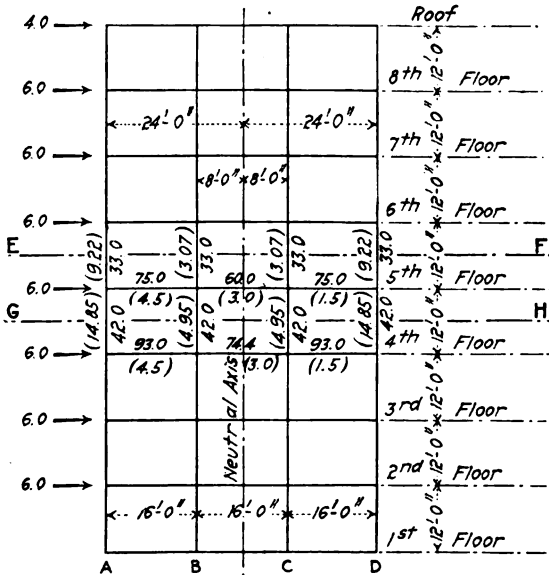 4.0 Roof
12'-0"
6.0 8th Floor
12'-0"
24'-0" 24'-0"
6.0 7th Floor
8'-0" 8'-0" 12'-0"
6.0 6th Floor
12'-0"
E (9.22) 33.0 (3.07) 33.0 (3.07) 33.0 (9.22) 33.0 F
75.0 60.0 75.0
6.0 5th Floor
(4.5) (3.0) (1.5)
12'-0"
G (14.85) 42.0 (4.95) 42.0 (4.95) 42.0 (14.85) 42.0 H
93.0 74.4 93.0
6.0 4th Floor
(4.5) (3.0) (1.5)
Neutral Axis
12'-0"
6.0 3rd Floor
12'-0"
6.0 2nd Floor
16'-0" 16'-0" 16'-0" 12'-0"
1st Floor
A B C D